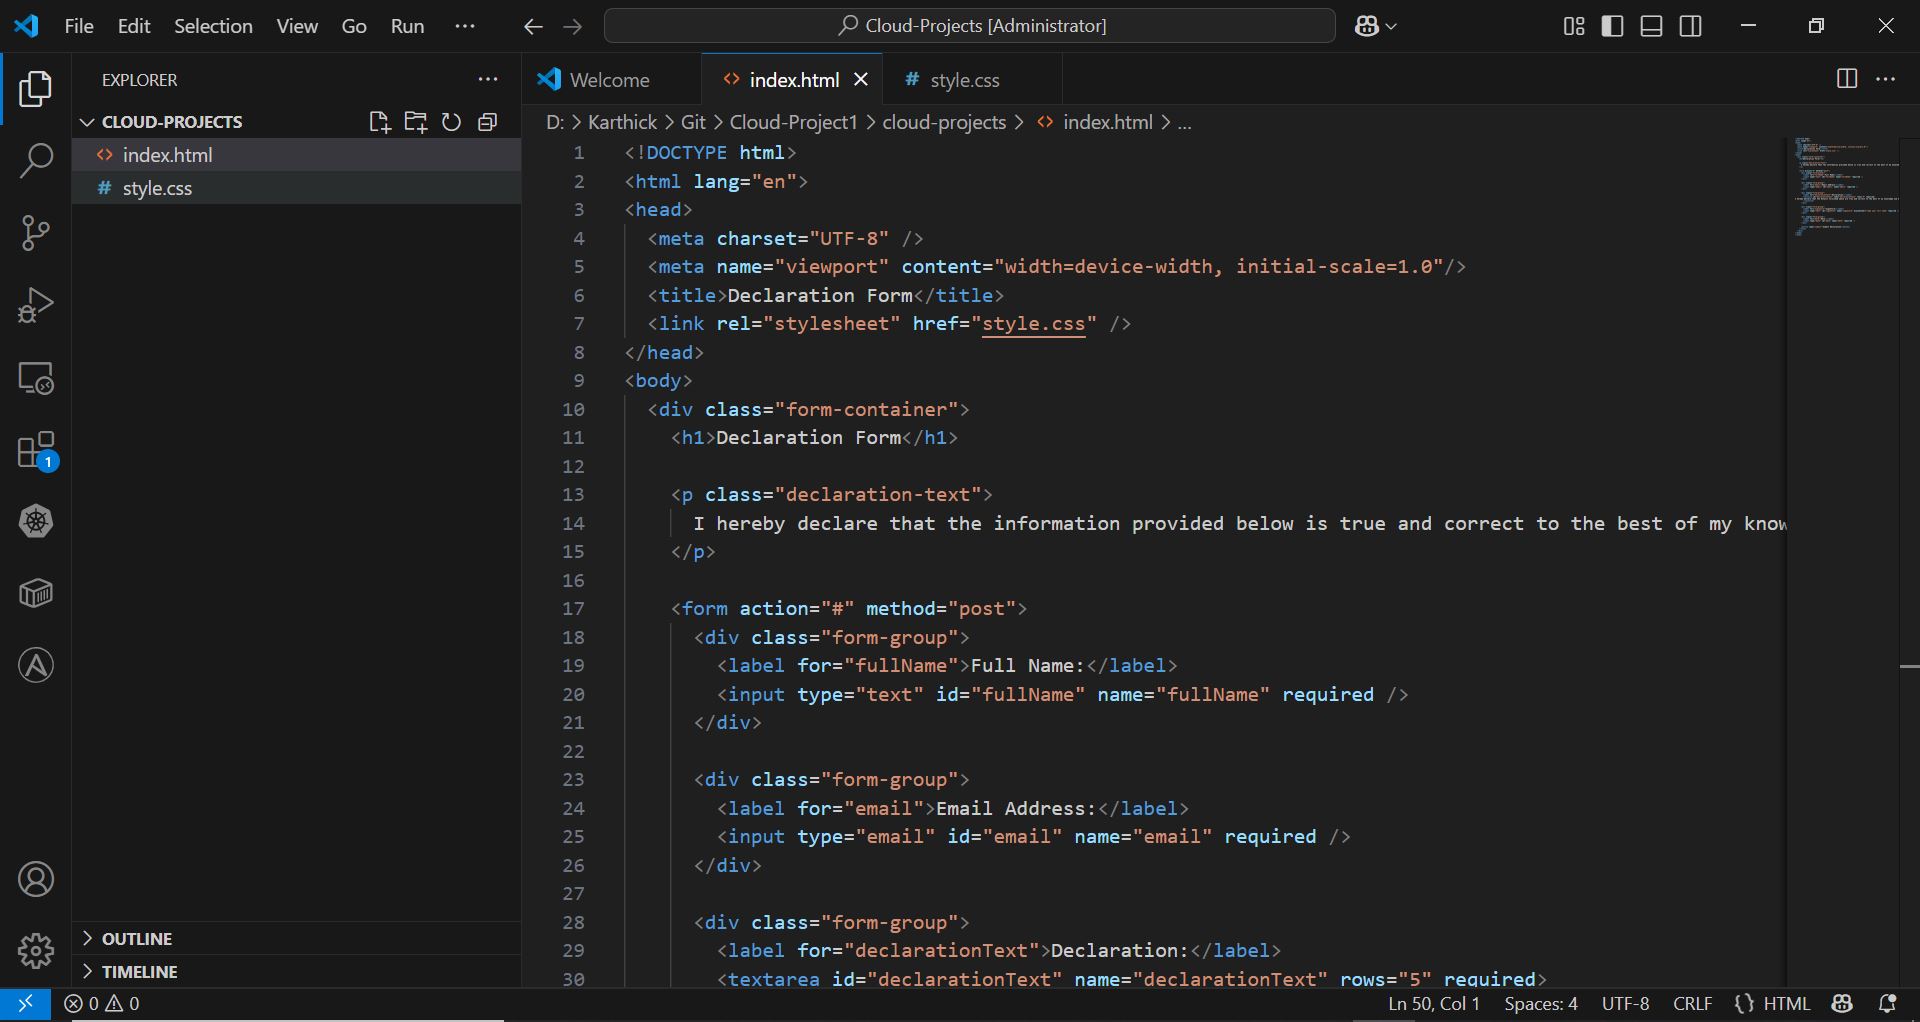 File Edit Selection View Go Run ... Cloud-Projects [Administrator]
EXPLORER
CLOUD-PROJECTS
index.html
style.css
OUTLINE
TIMELINE
1
Welcome index.html style.css
D: > Karthick > Git > Cloud-Project1 > cloud-projects > index.html > ...
1 <!DOCTYPE html>
2 <html lang="en">
3 <head>
4 <meta charset="UTF-8" />
5 <meta name="viewport" content="width=device-width, initial-scale=1.0"/>
6 <title>Declaration Form</title>
7 <link rel="stylesheet" href="style.css" />
8 </head>
9 <body>
10 <div class="form-container">
11 <h1>Declaration Form</h1>
12
13 <p class="declaration-text">
14 I hereby declare that the information provided below is true and correct to the best of my know
15 </p>
16
17 <form action="#" method="post">
18 <div class="form-group">
19 <label for="fullName">Full Name:</label>
20 <input type="text" id="fullName" name="fullName" required />
21 </div>
22
23 <div class="form-group">
24 <label for="email">Email Address:</label>
25 <input type="email" id="email" name="email" required />
26 </div>
27
28 <div class="form-group">
29 <label for="declarationText">Declaration:</label>
30 <textarea id="declarationText" name="declarationText" rows="5" required>
0 0 Ln 50, Col 1 Spaces: 4 UTF-8 CRLF {} HTML